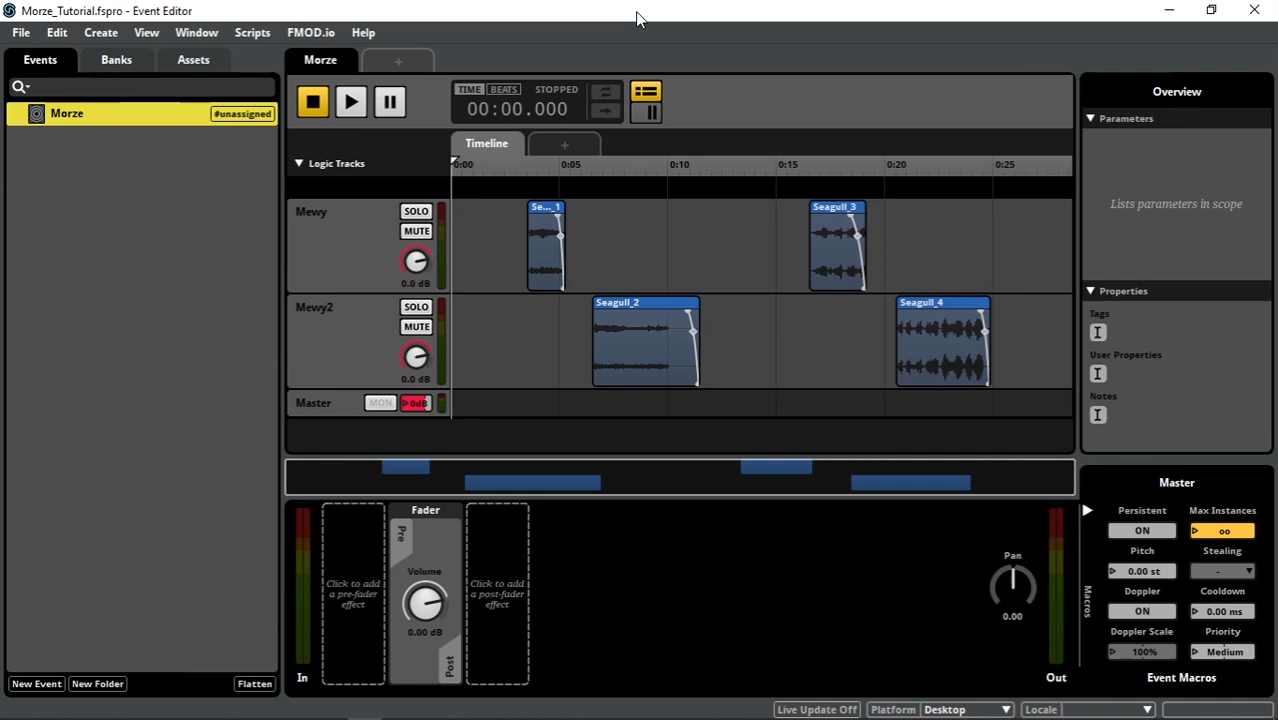 Morze_Tutorial.fspro - Event Editor
File Edit Create View Window Scripts FMOD.io Help
Events Banks Assets
Morze +
Morze #unassigned
TIME BEATS STOPPED
00:00.000
Timeline +
Logic Tracks
0:00 0:05 0:10 0:15 0:20 0:25
Mewy SOLO
MUTE
0.0 dB
Se..._1 Seagull_3
Mewy2 SOLO
MUTE
0.0 dB
Seagull_2 Seagull_4
Master MON 0dB
New Event New Folder Flatten
In
Click to add
a pre-fader
effect
Fader
Pre
Volume
0.00 dB
Post
Click to add
a post-fader
effect
Pan
0.00
Out
Overview
Parameters
Lists parameters in scope
Properties
Tags
User Properties
Notes
Master
Macros
Persistent Max Instances
ON oo
Pitch Stealing
0.00 st -
Doppler Cooldown
ON 0.00 ms
Doppler Scale Priority
100% Medium
Event Macros
Live Update Off Platform Desktop Locale